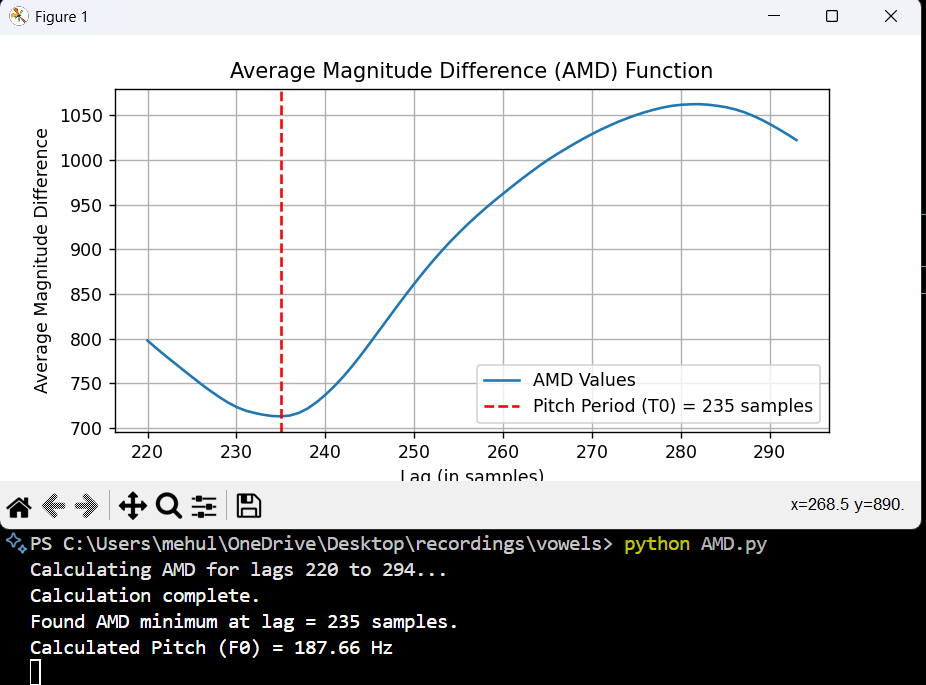 Figure 1
Average Magnitude Difference (AMD) Function
Average Magnitude Difference
1050
1000
950
900
850
800
750
700
AMD Values
Pitch Period (T0) = 235 samples
220 230 240 250 260 270 280 290
Lag (in samples)
x=268.5 y=890.
PS C:\Users\mehul\OneDrive\Desktop\recordings\vowels> python AMD.py
Calculating AMD for lags 220 to 294...
Calculation complete.
Found AMD minimum at lag = 235 samples.
Calculated Pitch (F0) = 187.66 Hz